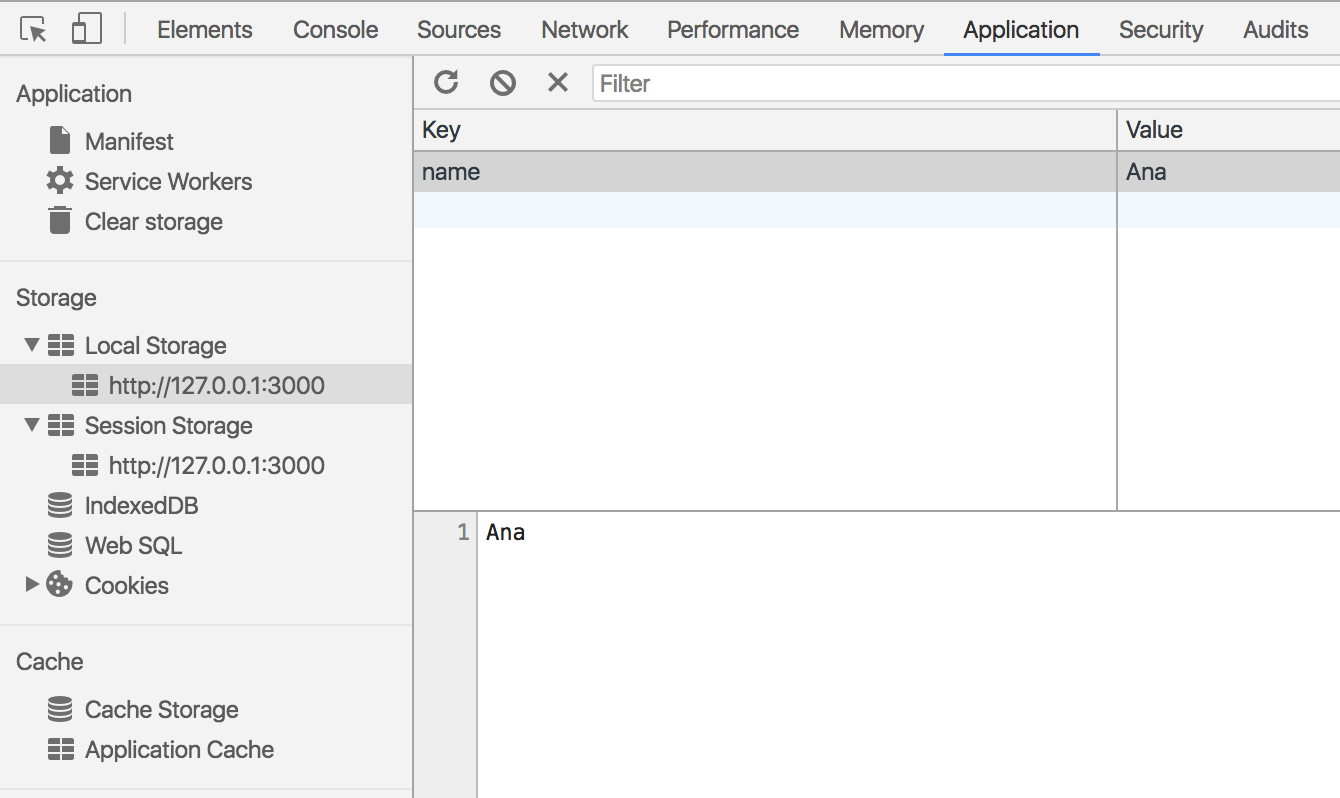 Elements Console Sources Network Performance Memory Application Security Audits
Application
Manifest
Service Workers
Clear storage
Storage
Local Storage
http://127.0.0.1:3000
Session Storage
http://127.0.0.1:3000
IndexedDB
Web SQL
Cookies
Cache
Cache Storage
Application Cache
Filter
Key Value
name Ana
1 Ana